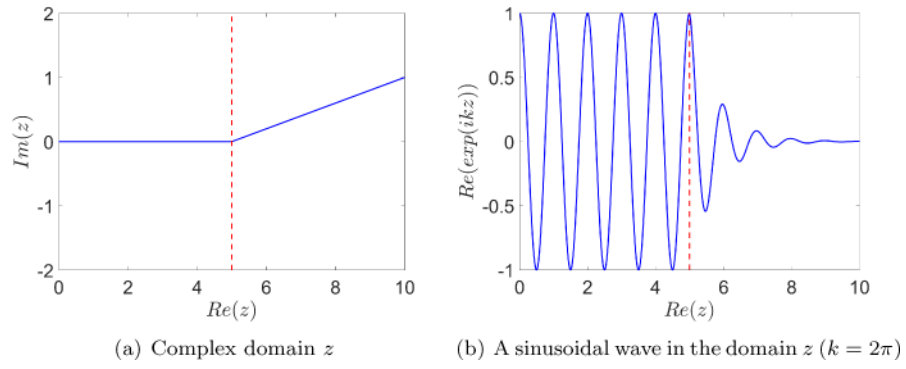 2
1
0
-1
-2
Im(z)
0 2 4 6 8 10
Re(z)
(a) Complex domain z
1
0.5
0
-0.5
-1
Re(exp(ikz))
0 2 4 6 8 10
Re(z)
(b) A sinusoidal wave in the domain z (k = 2π)